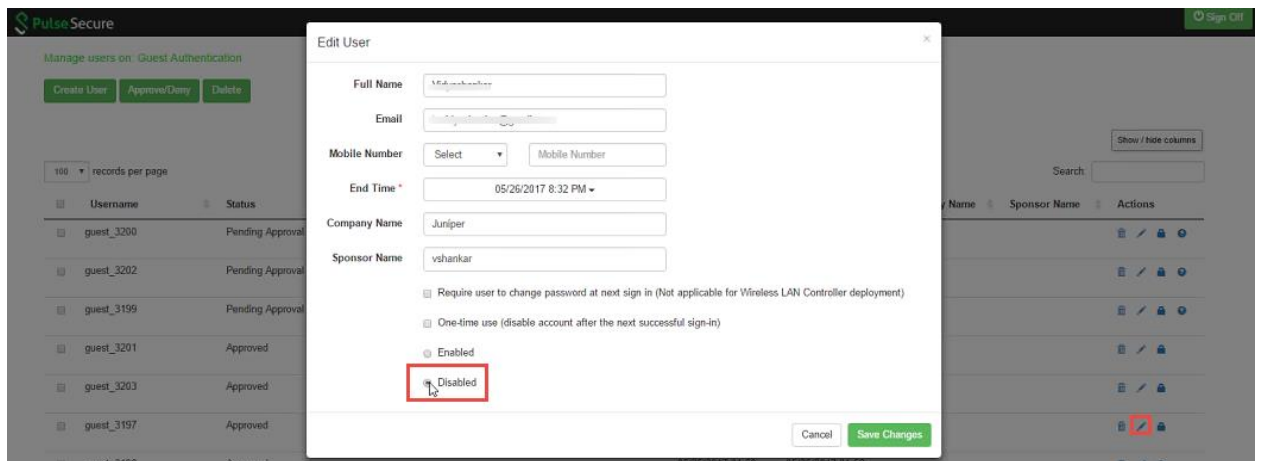 Pulse Secure
Sign Off
Manage users on: Guest Authentication
Create User Approve/Deny Delete
Show / hide columns
100 records per page
Search:
Username Status y Name Sponsor Name Actions
guest_3200 Pending Approval
guest_3202 Pending Approval
guest_3199 Pending Approval
guest_3201 Approved
guest_3203 Approved
guest_3197 Approved
Edit User ×
Full Name
Email
Mobile Number Select Mobile Number
End Time * 05/26/2017 8:32 PM
Company Name Juniper
Sponsor Name vshankar
Require user to change password at next sign in (Not applicable for Wireless LAN Controller deployment)
One-time use (disable account after the next successful sign-in)
Enabled
Disabled
Cancel Save Changes